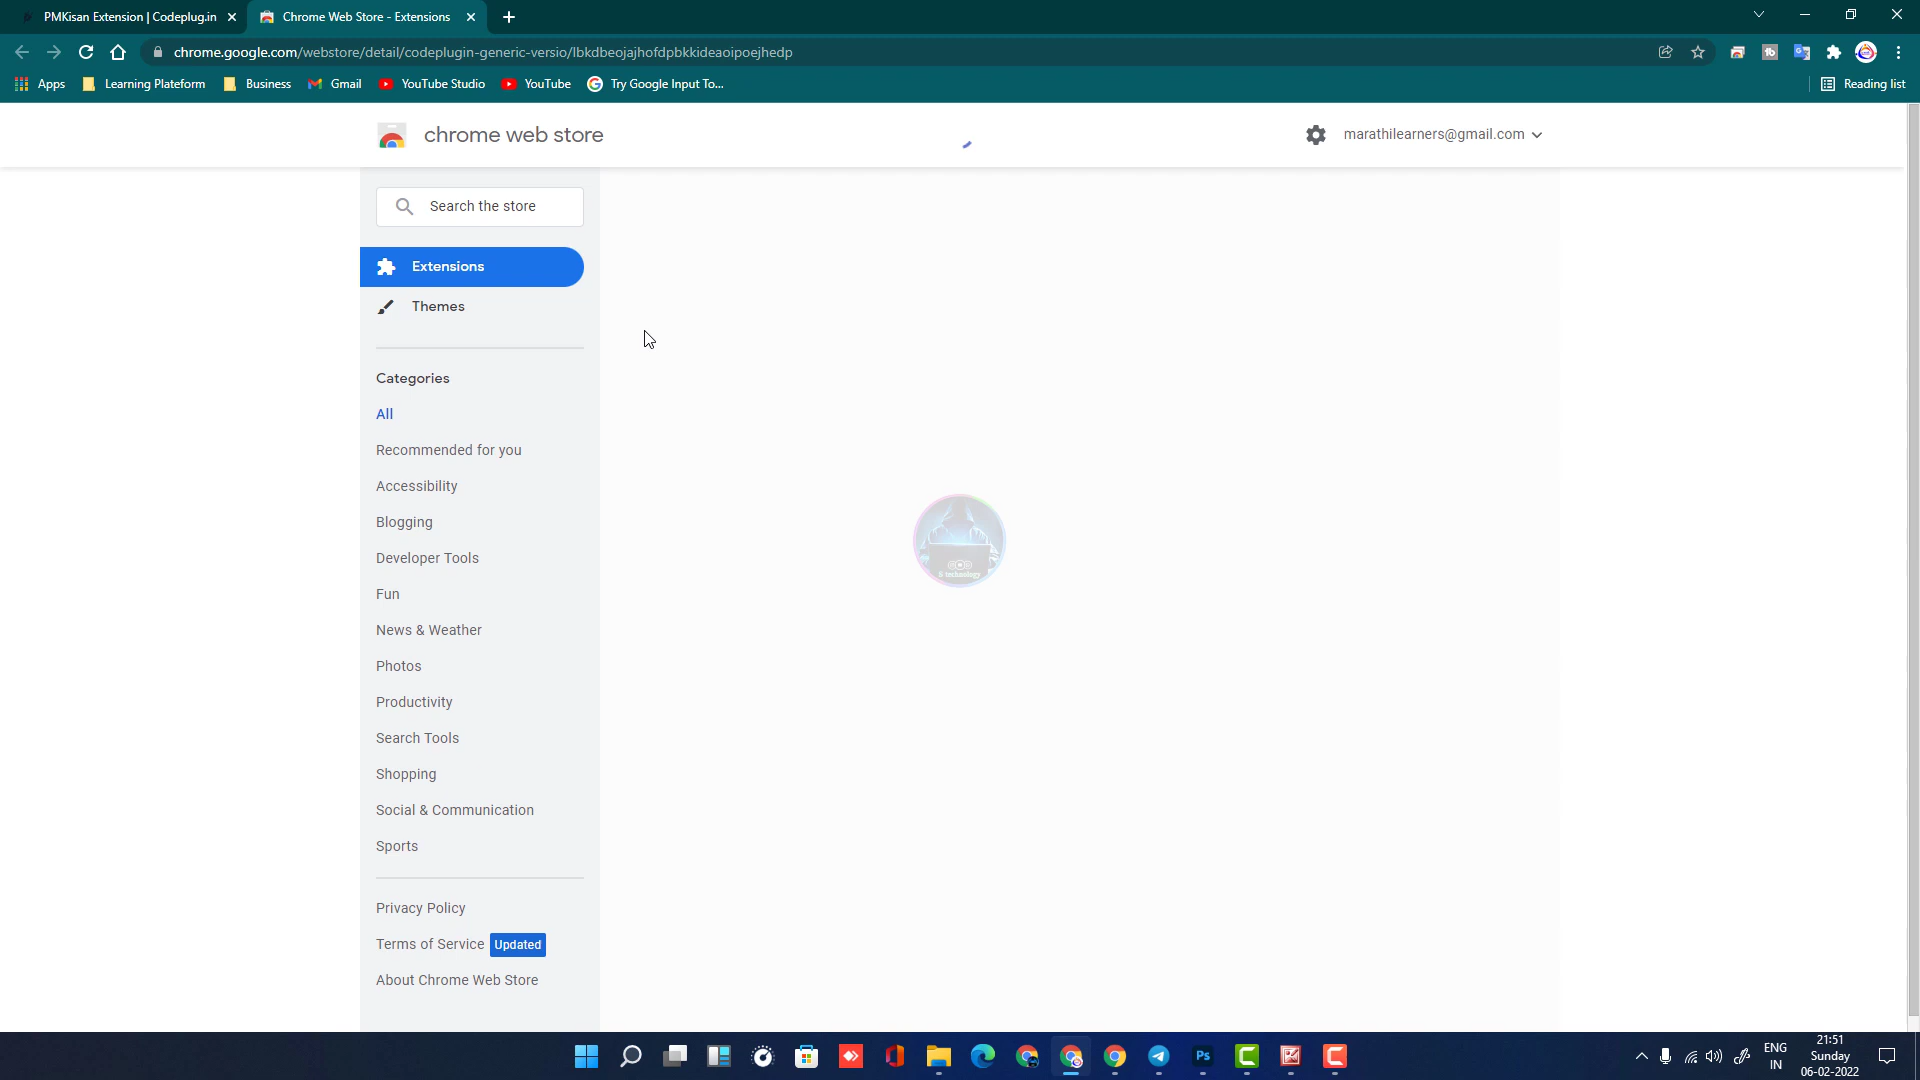 PMKisan Extension | Codeplug.in
Chrome Web Store - Extensions
chrome.google.com/webstore/detail/codeplugin-generic-versio/lbkdbeojajhofdpbkkideaoipoejhedp
Apps
Learning Plateform
Business
Gmail
YouTube Studio
YouTube
Try Google Input To...
Reading list
chrome web store
marathilearners@gmail.com
Search the store
Extensions
Themes
Categories
All
Recommended for you
Accessibility
Blogging
Developer Tools
Fun
News & Weather
Photos
Productivity
Search Tools
Shopping
Social & Communication
Sports
Privacy Policy
Terms of Service Updated
About Chrome Web Store
Ps
ENG
IN
21:51
Sunday
06-02-2022